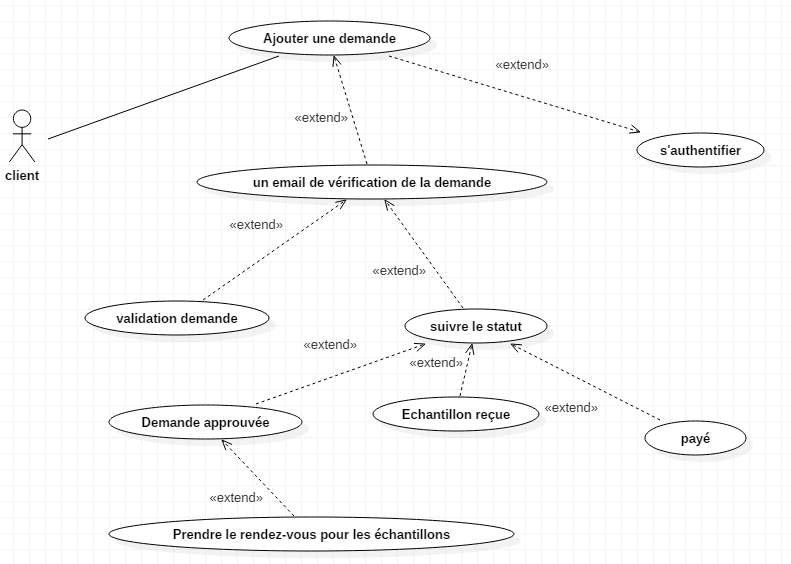 Ajouter une demande
«extend»
«extend»
s'authentifier
client
un email de vérification de la demande
«extend»
«extend»
validation demande
suivre le statut
«extend»
«extend»
«extend»
Demande approuvée
Echantillon reçue
payé
«extend»
Prendre le rendez-vous pour les échantillons